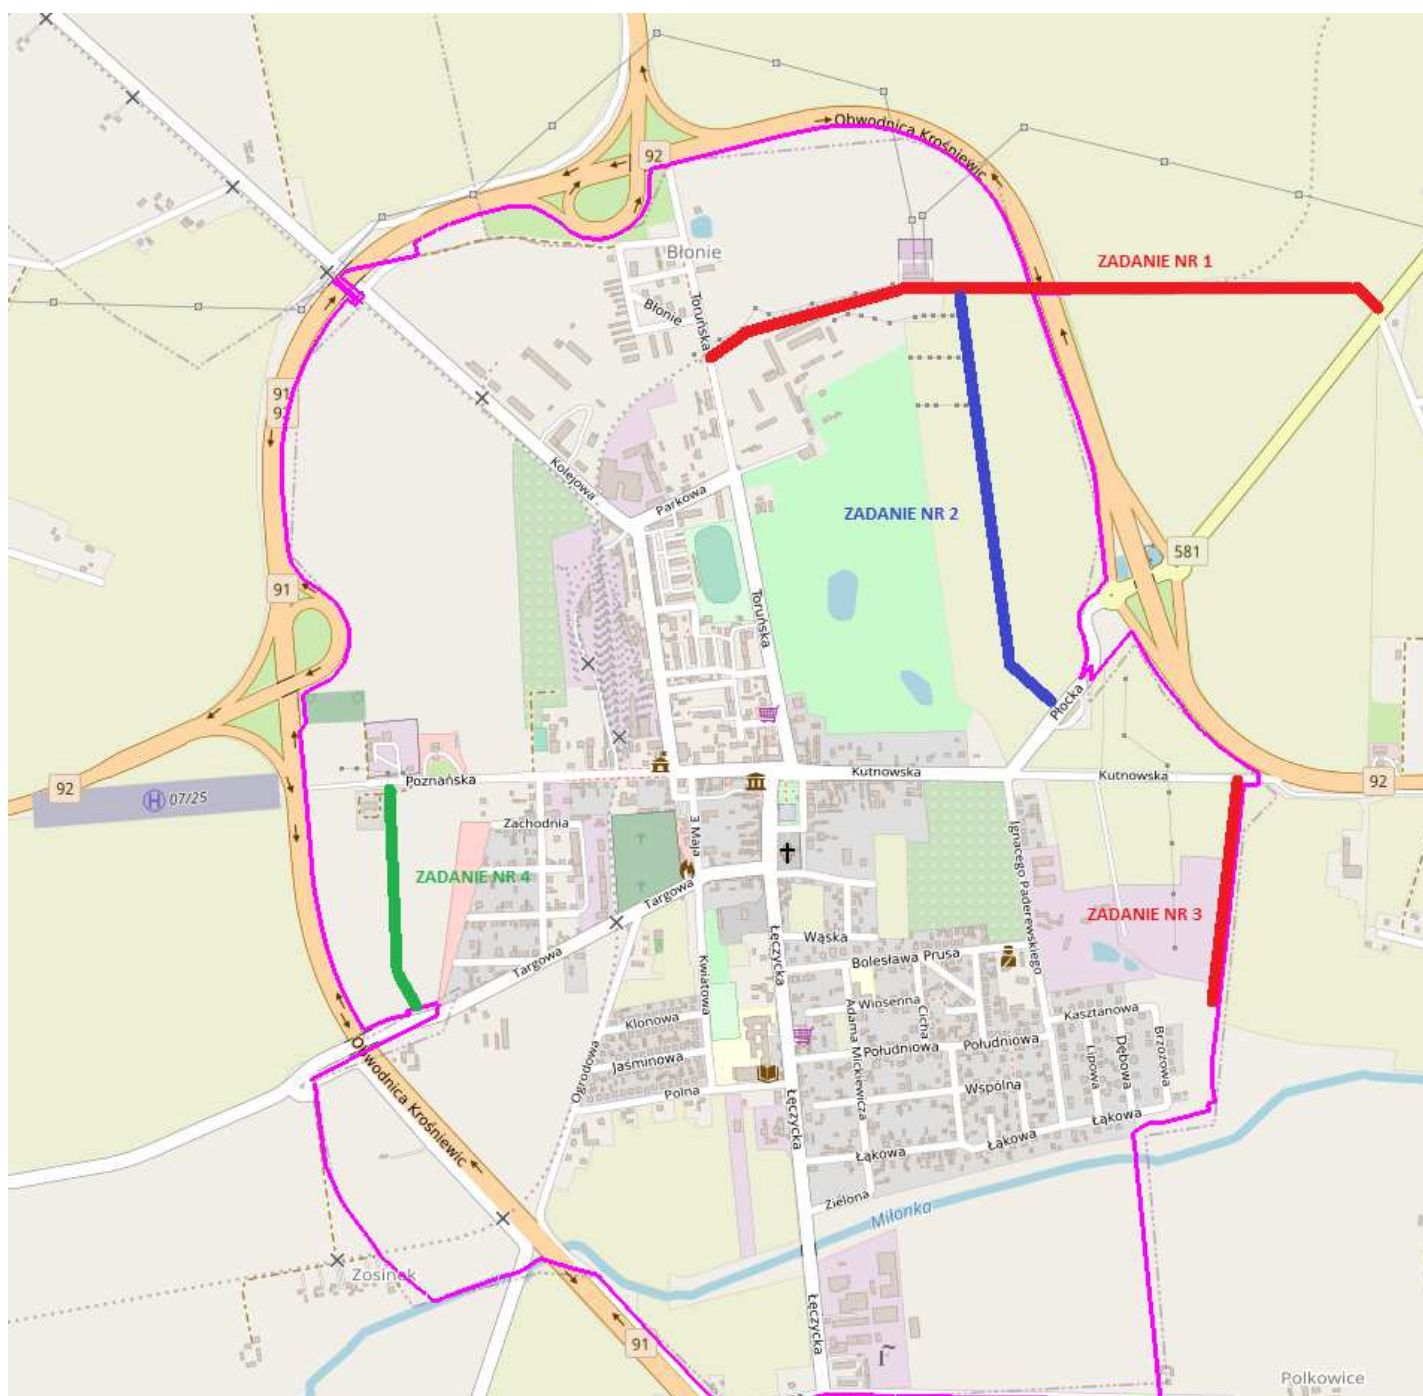 92
Obwodnica Krośniewic
Błonie
ZADANIE NR 1
Błonie
Toruńska
91
Kolejowa
Parkowa
ZADANIE NR 2
581
91
Toruńska
Płocka
92
H 07/25
Poznańska
Kutnowska
Kutnowska
92
Zachodnia
3 Maja
Ignacego Paderewskiego
ZADANIE NR 4
Targowa
ZADANIE NR 3
Targowa
Łęczycka
Wąska
Bolesława Prusa
Kwiatowa
Wiosenna
Adama Mickiewicza
Cicha
Klonowa
Kasztanowa
Brzozowa
Południowa
Południowa
Dębowa
Lipowa
Jaśminowa
Ogrodowa
Obwodnica Krośniewic
Polna
Łęczycka
Wspólna
Łąkowa
Łąkowa
Łąkowa
Zielona
Miłonka
Zosinek
Łęczycka
91
Polkowice